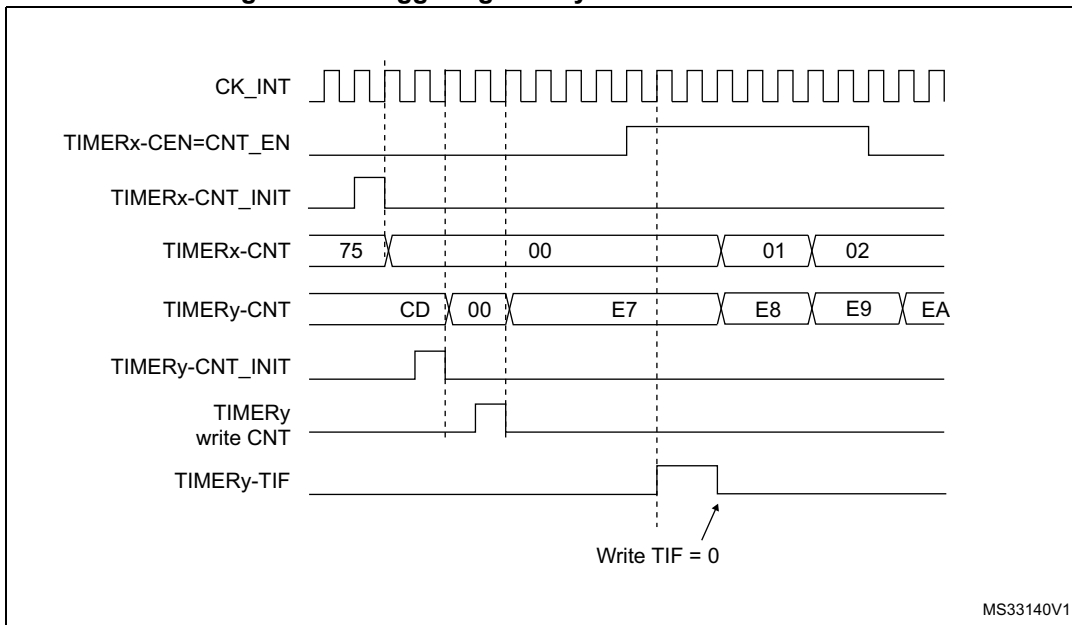 CK_INT
TIMERx-CEN=CNT_EN
TIMERx-CNT_INIT
TIMERx-CNT 75 00 01 02
TIMERy-CNT CD 00 E7 E8 E9 EA
TIMERy-CNT_INIT
TIMERy
write CNT
TIMERy-TIF
Write TIF = 0
MS33140V1